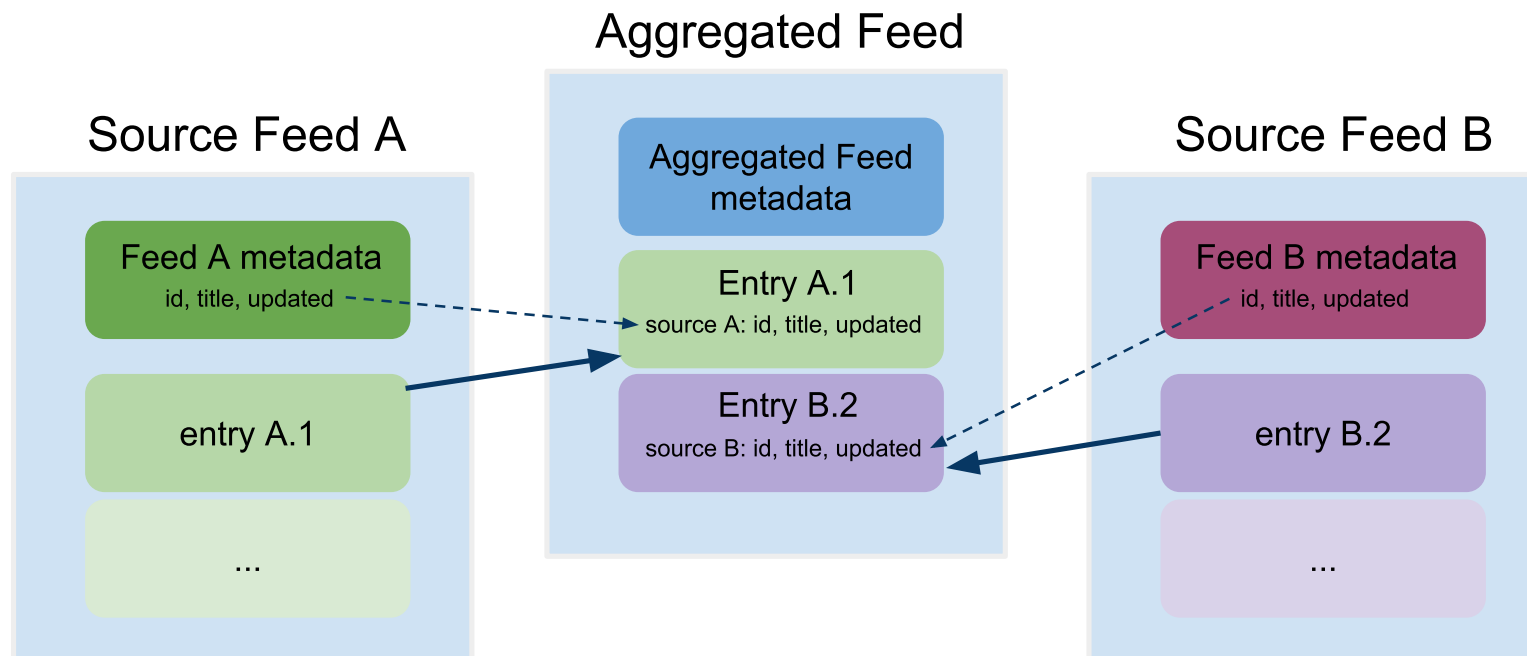 Aggregated Feed
Source Feed A
Source Feed B
Aggregated Feed
metadata
Feed A metadata
id, title, updated
entry A.1
...
Entry A.1
source A: id, title, updated
Entry B.2
source B: id, title, updated
Feed B metadata
id, title, updated
entry B.2
...